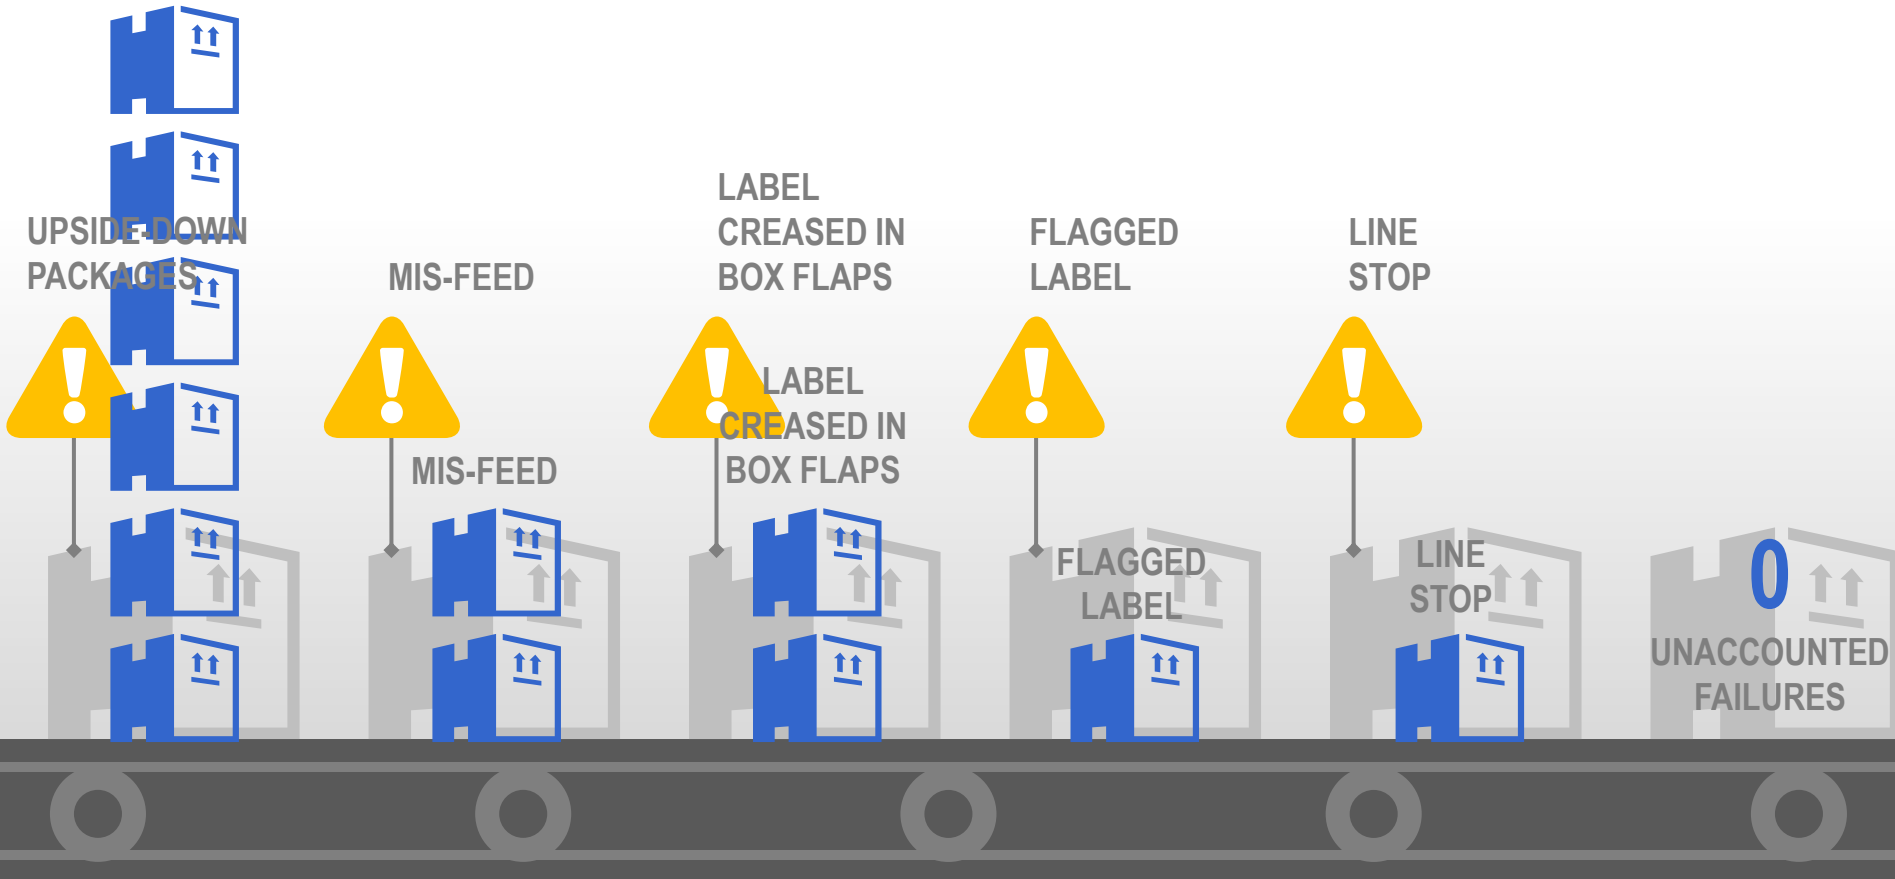 UPSIDE-DOWN
PACKAGES
MIS-FEED
LABEL
CREASED IN
BOX FLAPS
FLAGGED
LABEL
LINE
STOP
MIS-FEED
LABEL
CREASED IN
BOX FLAPS
FLAGGED
LABEL
LINE
STOP
0
UNACCOUNTED
FAILURES